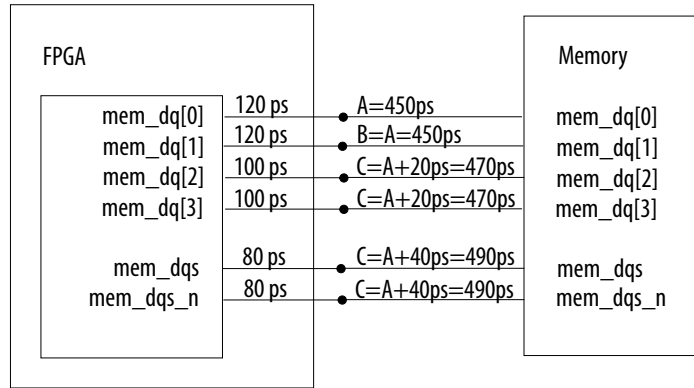 FPGA Memory
mem_dq[0] 120 ps A=450ps mem_dq[0]
mem_dq[1] 120 ps B=A=450ps mem_dq[1]
mem_dq[2] 100 ps C=A+20ps=470ps mem_dq[2]
mem_dq[3] 100 ps C=A+20ps=470ps mem_dq[3]
mem_dqs 80 ps C=A+40ps=490ps mem_dqs
mem_dqs_n 80 ps C=A+40ps=490ps mem_dqs_n